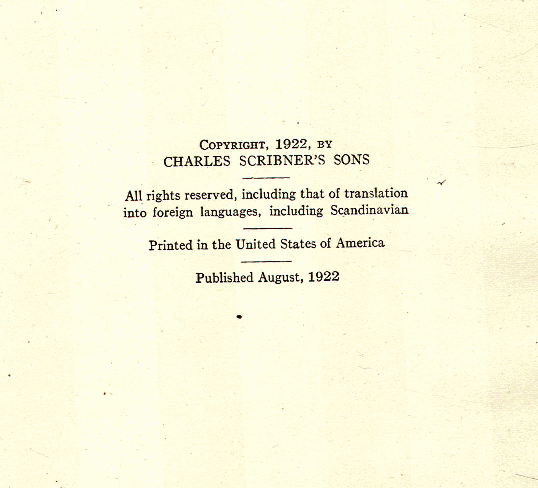 COPYRIGHT, 1922, BY
CHARLES SCRIBNER'S SONS
All rights reserved, including that of translation
into foreign languages, including Scandinavian
Printed in the United States of America
Published August, 1922